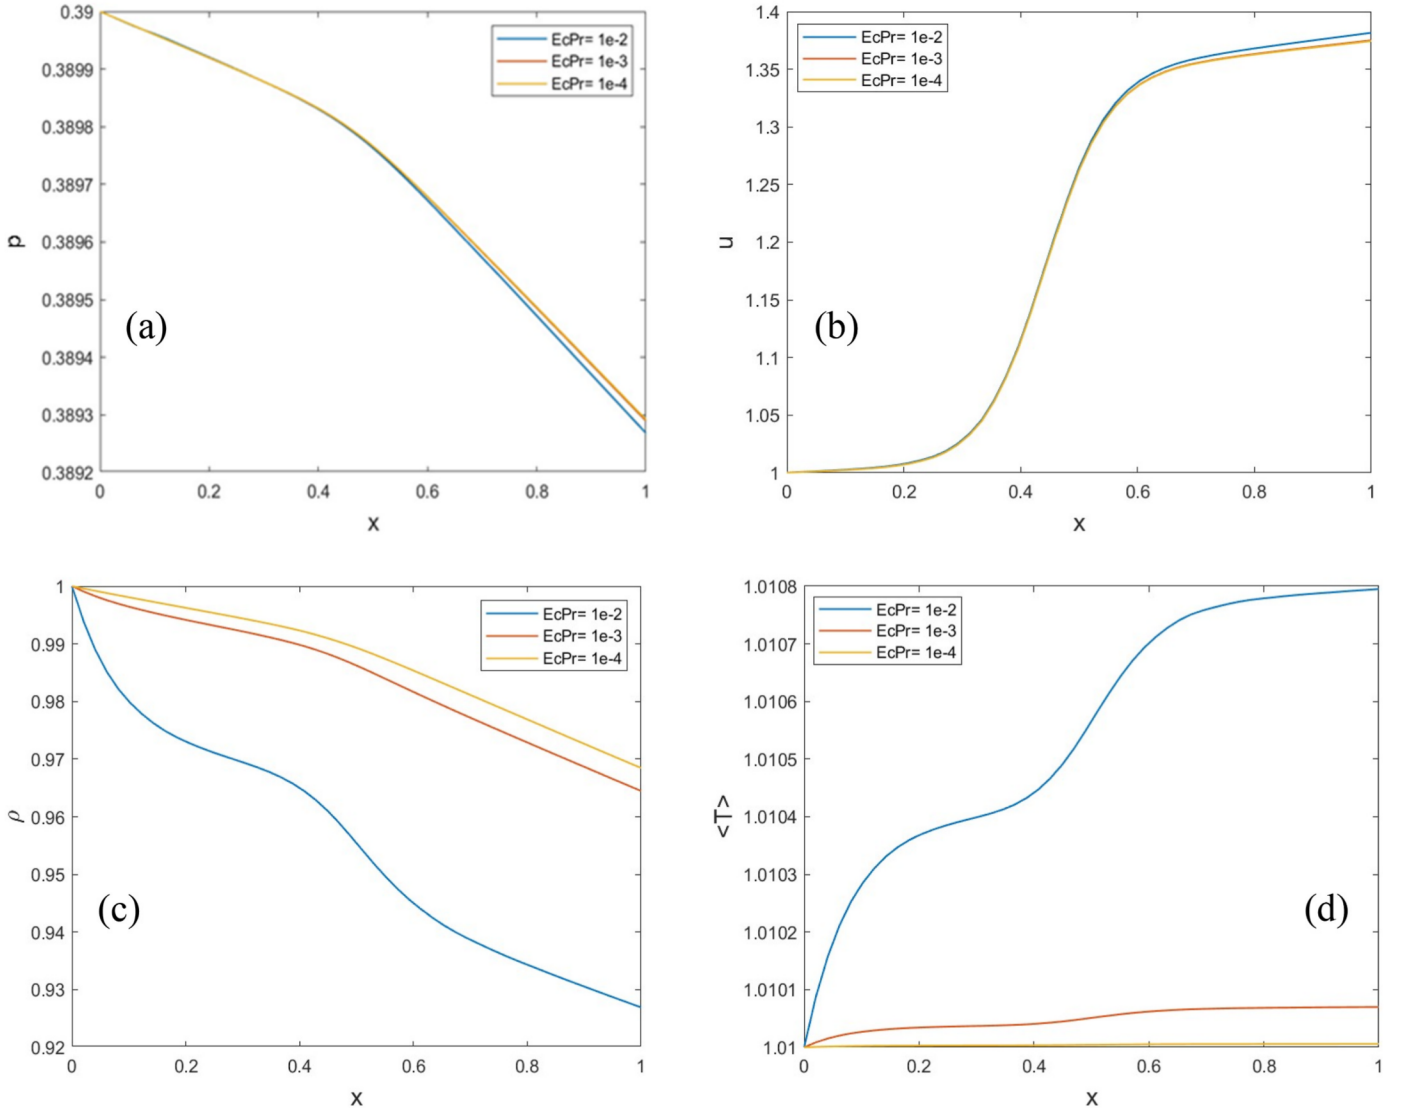 0.39
0.3899
0.3898
0.3897
0.3896
0.3895
0.3894
0.3893
0.3892
p
EcPr= 1e-2
EcPr= 1e-3
EcPr= 1e-4
(a)
0 0.2 0.4 0.6 0.8 1
x
1.4
1.35
1.3
1.25
1.2
1.15
1.1
1.05
1
u
EcPr= 1e-2
EcPr= 1e-3
EcPr= 1e-4
(b)
0 0.2 0.4 0.6 0.8 1
x
1
0.99
0.98
0.97
0.96
0.95
0.94
0.93
0.92
ρ
EcPr= 1e-2
EcPr= 1e-3
EcPr= 1e-4
(c)
0 0.2 0.4 0.6 0.8 1
x
1.0108
1.0107
1.0106
1.0105
1.0104
1.0103
1.0102
1.0101
1.01
<T>
EcPr= 1e-2
EcPr= 1e-3
EcPr= 1e-4
(d)
0 0.2 0.4 0.6 0.8 1
x